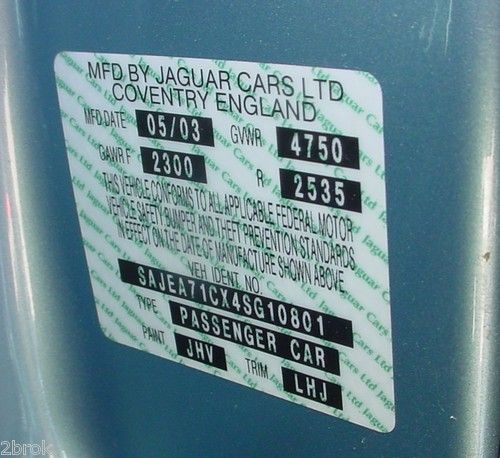 MFD BY JAGUAR CARS LTD
COVENTRY ENGLAND
MFD.DATE 05/03 GVWR 4750
GAWR F 2300 R 2535
THIS VEHICLE CONFORMS TO ALL APPLICABLE FEDERAL MOTOR
VEHICLE SAFETY BUMPER AND THEFT PREVENTION STANDARDS
IN EFFECT ON THE DATE OF MANUFACTURE SHOWN ABOVE.
VEH IDENT. NO.
SAJEA71CX4SG10801
TYPE PASSENGER CAR
PAINT JHV TRIM LHJ
2brok